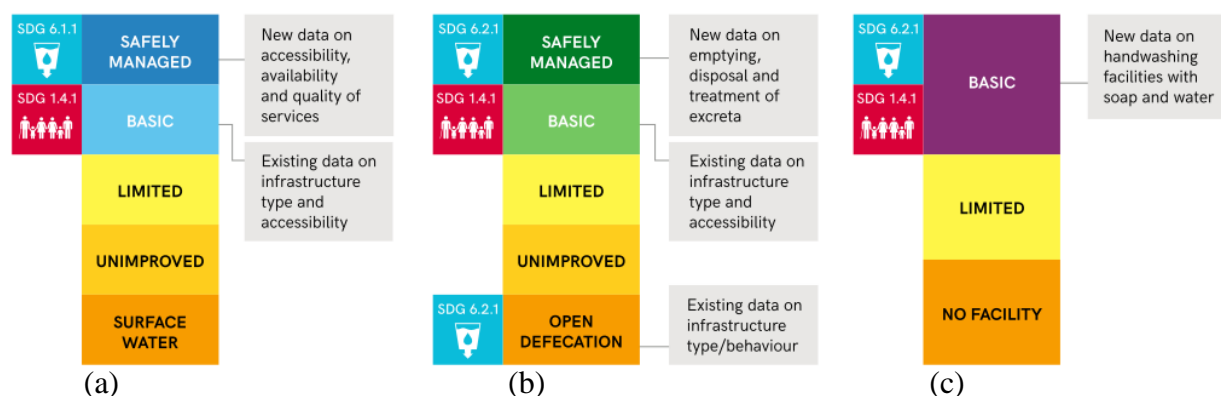 SDG 6.1.1
SAFELY
MANAGED
New data on
accessibility,
availability
and quality of
services
SDG 1.4.1
BASIC
Existing data on
infrastructure
type and
accessibility
LIMITED
UNIMPROVED
SURFACE
WATER
(a)
SDG 6.2.1
SAFELY
MANAGED
New data on
emptying,
disposal and
treatment of
excreta
SDG 1.4.1
BASIC
Existing data on
infrastructure
type and
accessibility
LIMITED
UNIMPROVED
SDG 6.2.1
OPEN
DEFECATION
Existing data on
infrastructure
type/behaviour
(b)
SDG 6.2.1
SDG 1.4.1
BASIC
New data on
handwashing
facilities with
soap and water
LIMITED
NO FACILITY
(c)